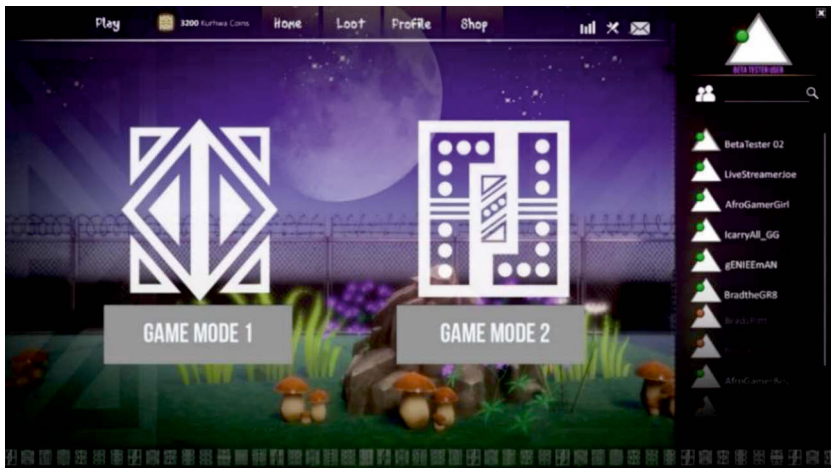 Play
3200 Kurhwa Coins
Home
Loot
Profile
Shop
BETA TESTER USER
BetaTester 02
LiveStreamerJoe
AfroGamerGirl
IcarryAll_GG
gENIEEmAN
BradtheGR8
GAME MODE 1
GAME MODE 2